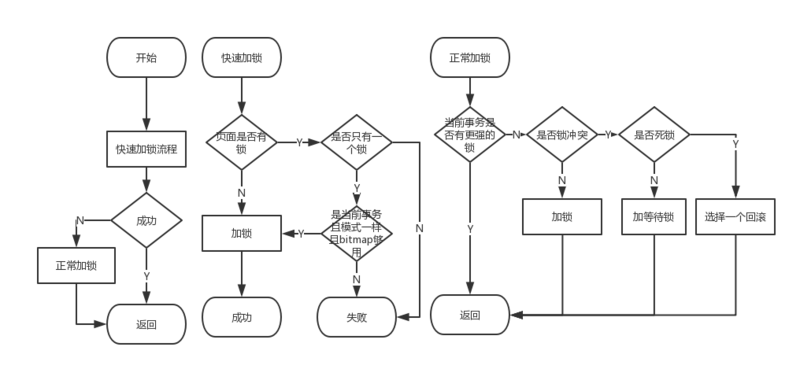 开始
快速加锁流程
成功
N
正常加锁
Y
返回
快速加锁
页面是否有
锁
Y
是否只有一
个锁
N
Y
N
加锁
Y
是当前事务
且模式一样
且bitmap够
用
N
成功
失败
正常加锁
当前事务是
否有更强的
锁
N
是否锁冲突
Y
是否死锁
Y
N
N
加锁
加等待锁
选择一个回滚
Y
返回